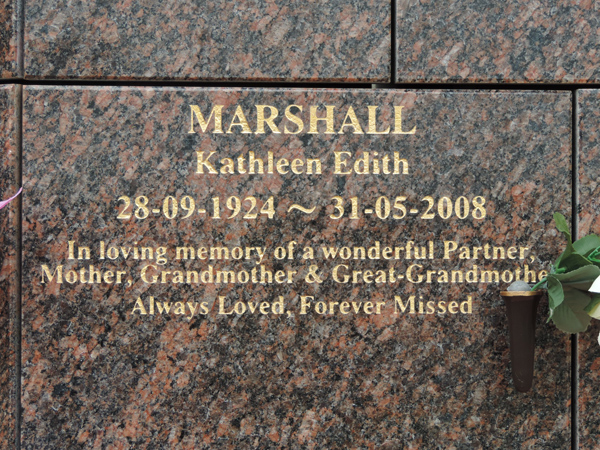 MARSHALL
Kathleen Edith
28-09-1924 ~ 31-05-2008
In loving memory of a wonderful Partner,
Mother, Grandmother & Great-Grandmothe
Always Loved, Forever Missed